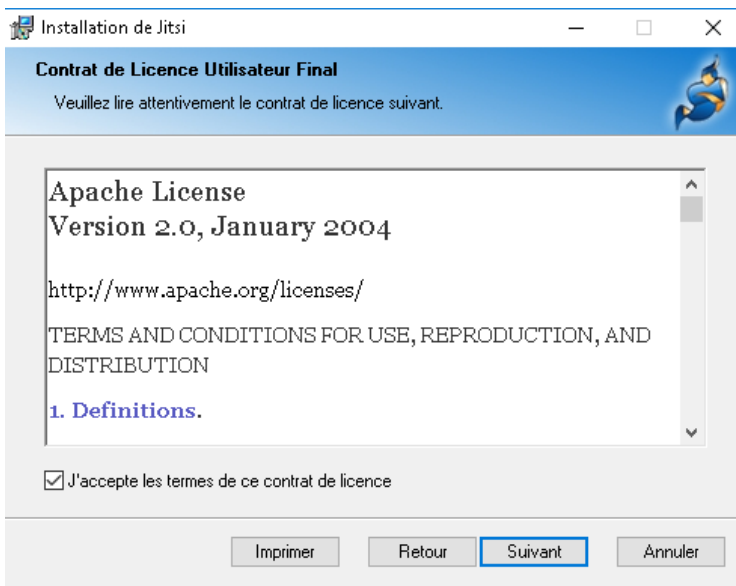 Installation de Jitsi
Contrat de Licence Utilisateur Final
Veuillez lire attentivement le contrat de licence suivant.
Apache License
Version 2.0, January 2004
http://www.apache.org/licenses/
TERMS AND CONDITIONS FOR USE, REPRODUCTION, AND
DISTRIBUTION
1. Definitions.
J'accepte les termes de ce contrat de licence
Imprimer Retour Suivant Annuler